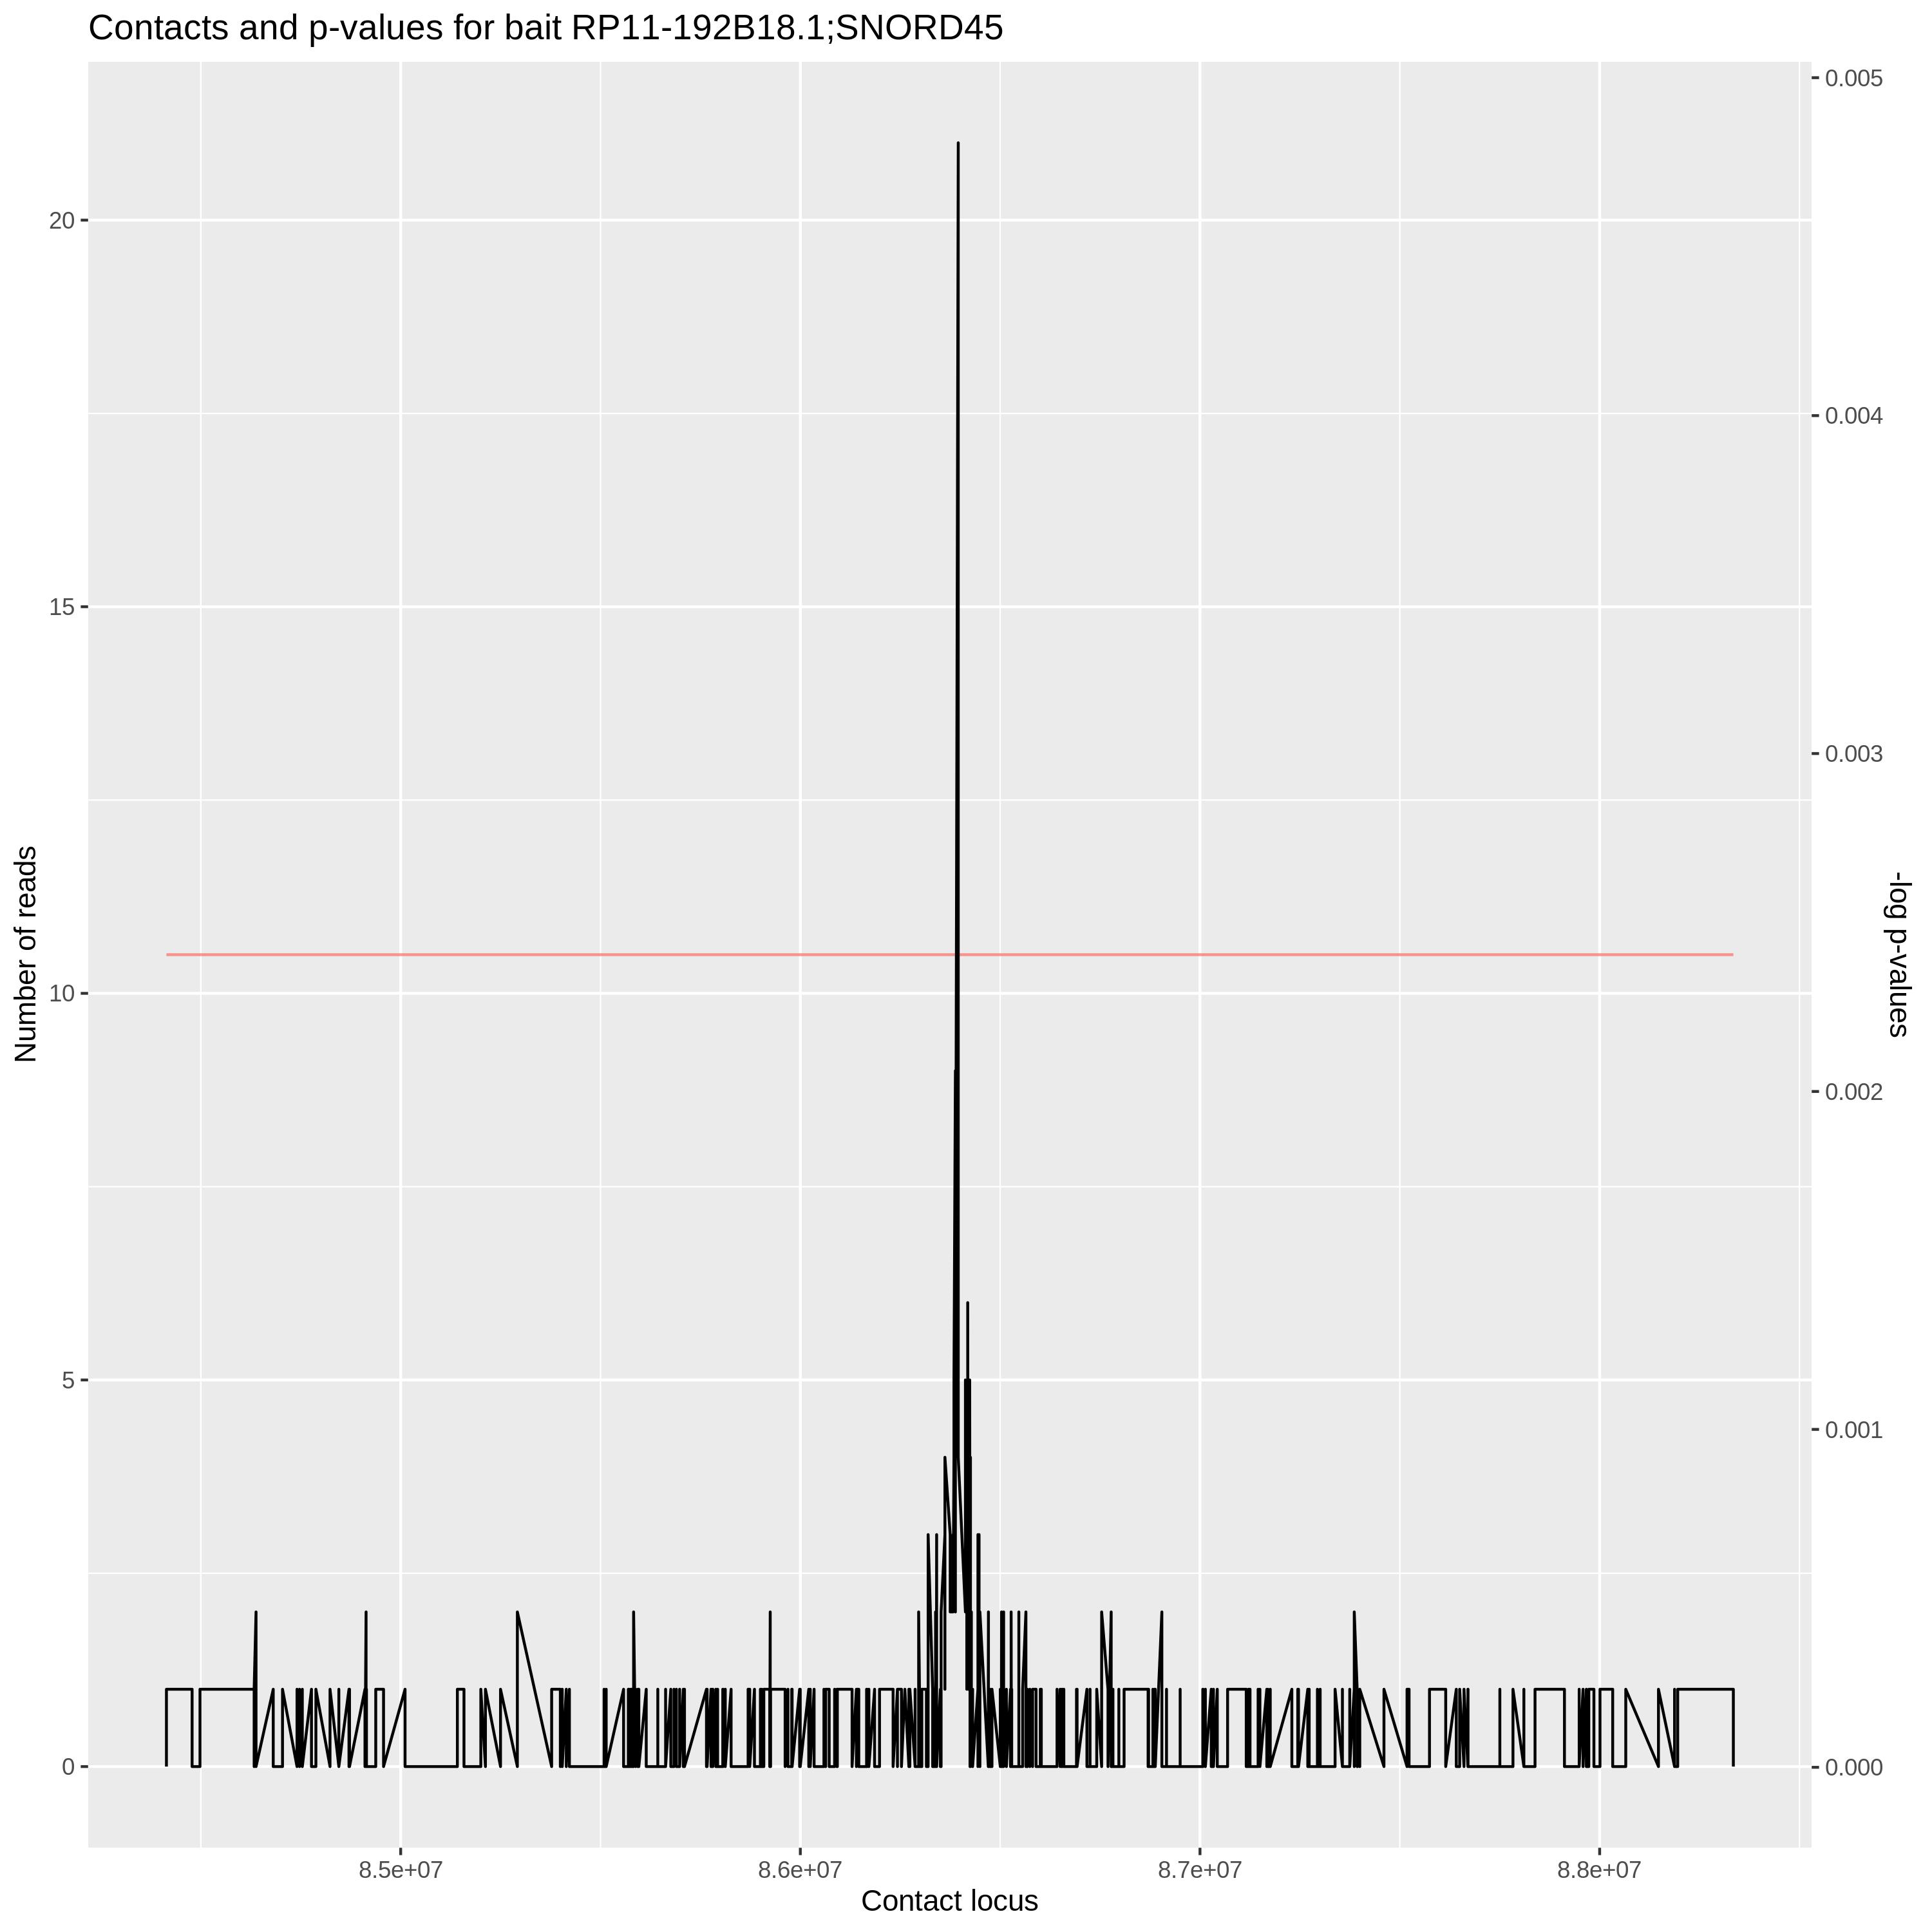 Contacts and p-values for bait RP11-192B18.1;SNORD45
Number of reads
20
15
10
5
0
0.005
0.004
0.003
0.002
0.001
0.000
-log p-values
8.5e+07
8.6e+07
8.7e+07
8.8e+07
Contact locus